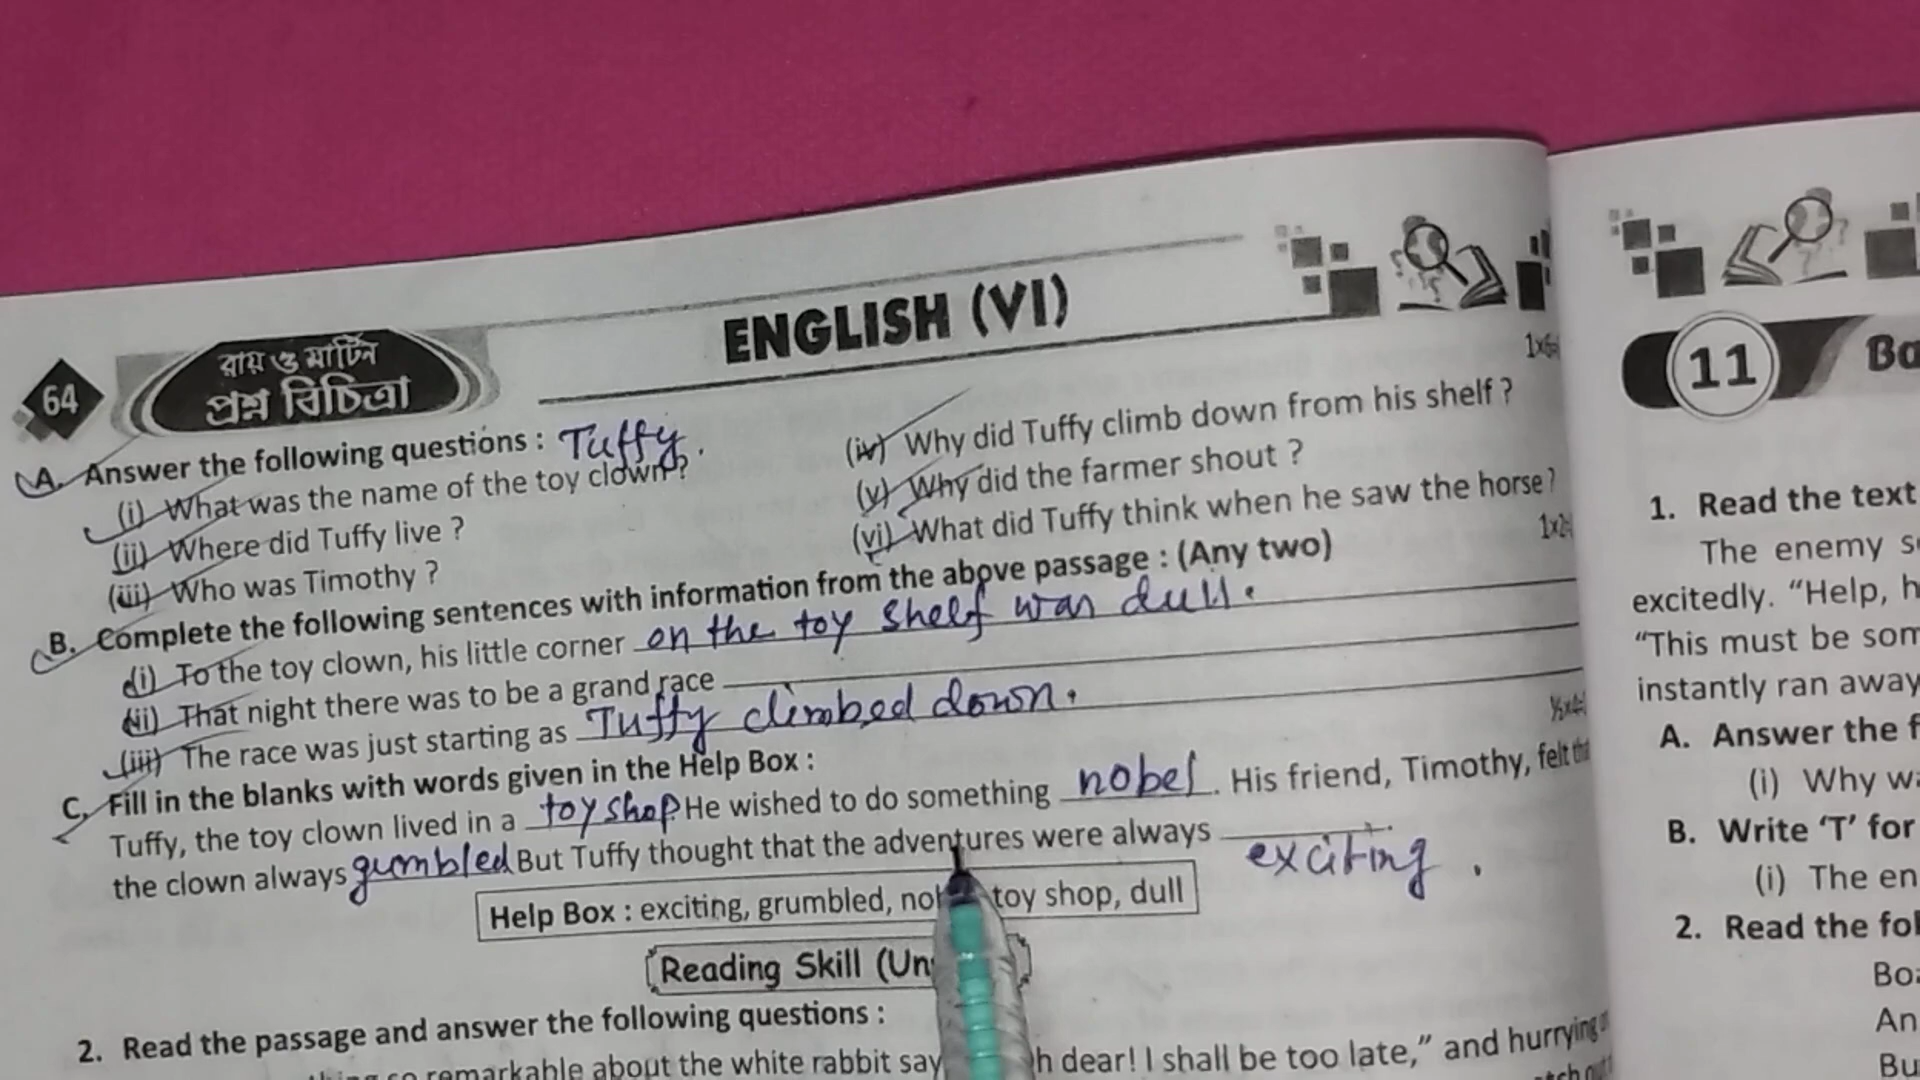 64
রায় ও মার্টিন
প্রশ্ন বিচিত্রা
ENGLISH (VI)
A. Answer the following questions : Tuffy.
(i) What was the name of the toy clown ?
(ii) Where did Tuffy live ?
(iii) Who was Timothy ?
(iv) Why did Tuffy climb down from his shelf ?
(v) Why did the farmer shout ?
(vi) What did Tuffy think when he saw the horse ?
B. Complete the following sentences with information from the above passage : (Any two)
(i) To the toy clown, his little corner on the toy shelf was dull.
(ii) That night there was to be a grand race
(iii) The race was just starting as Tuffy climbed down.
C. Fill in the blanks with words given in the Help Box :
Tuffy, the toy clown lived in a toy shop He wished to do something nobel. His friend, Timothy, felt
the clown always gumbled But Tuffy thought that the adventures were always
exciting.
Help Box : exciting, grumbled, toy shop, dull
Reading Skill
2. Read the passage and answer the following questions :
remarkable about the white rabbit dear! I shall be too late,” and hurrying
11
1. Read the text
The enemy
excitedly. “Help,
“This must be
instantly ran away
A. Answer the
(i) Why
B. Write ‘T’ for
(i) The
2. Read the